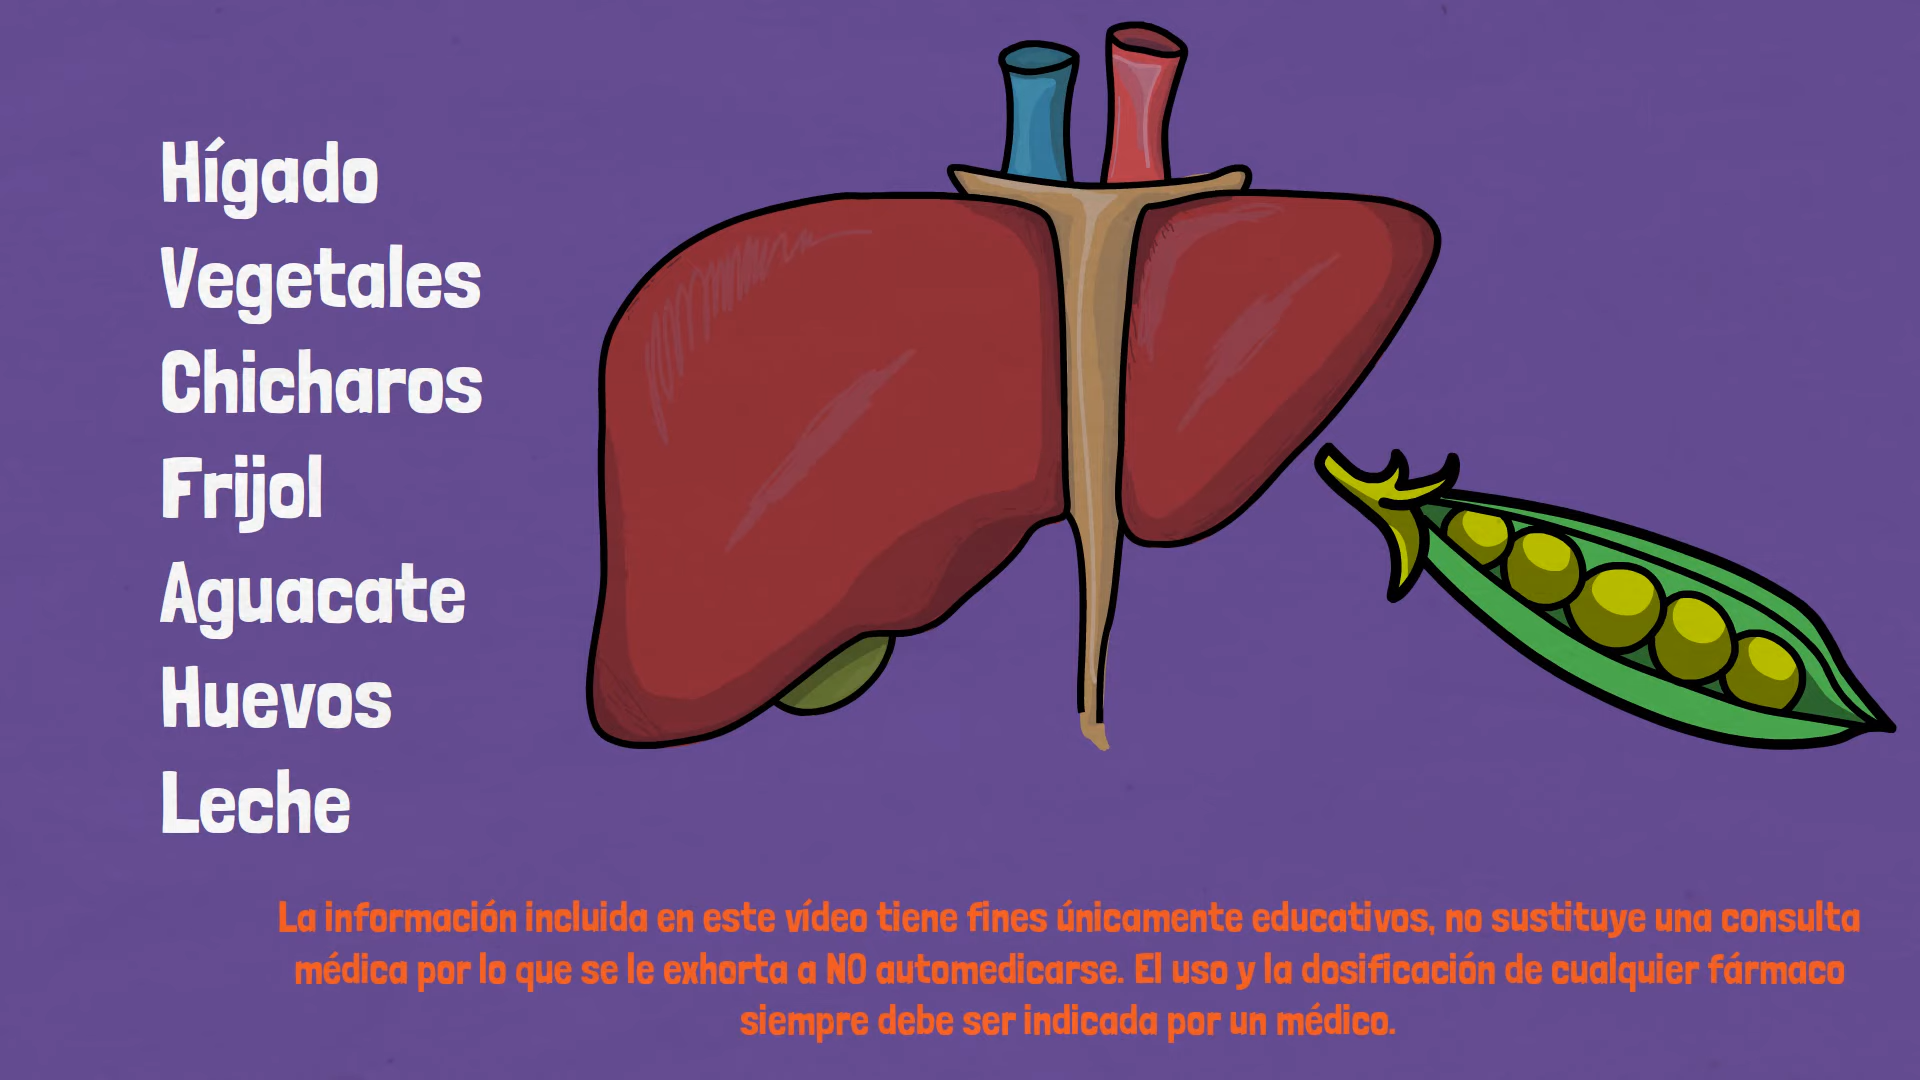 Hígado
Vegetales
Chicharos
Frijol
Aguacate
Huevos
Leche
La información incluida en este vídeo tiene fines únicamente educativos, no sustituye una consulta
médica por lo que se le exhorta a NO automedicarse. El uso y la dosificación de cualquier fármaco
siempre debe ser indicada por un médico.